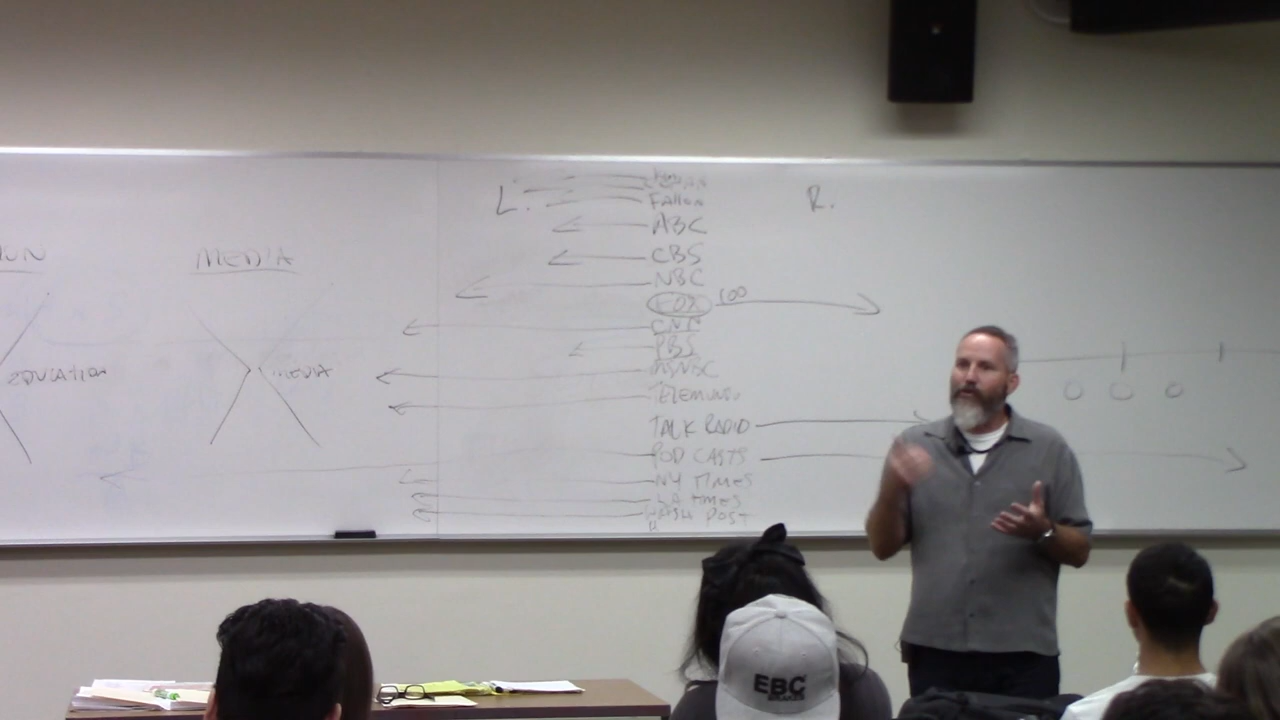 MEDIA
EDUCATION
MEDIA
L.
R.
FALLON
ABC
CBS
NBC
FOX 100
CNN
PBS
MSNBC
TELEMUNDO
TALK RADIO
POD CASTS
NY TIMES
LA TIMES
WASH POST
EBC